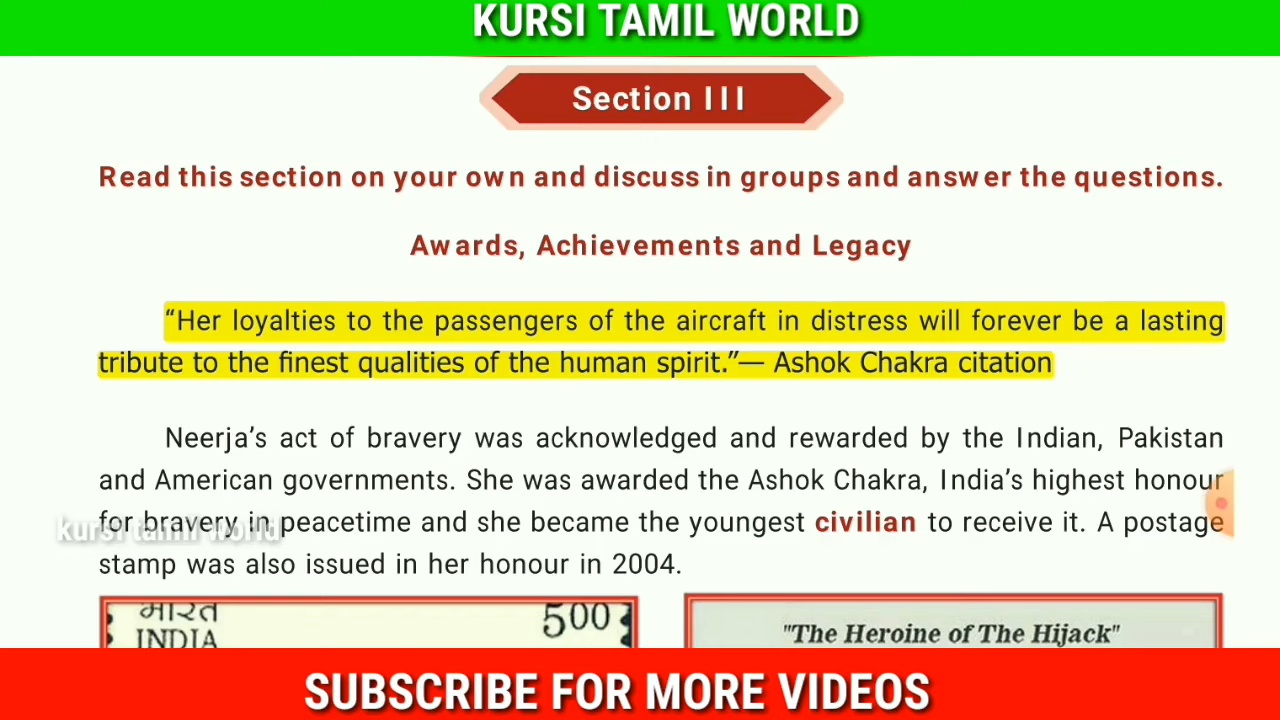 KURSI TAMIL WORLD
Section III
Read this section on your own and discuss in groups and answer the questions.
Awards, Achievements and Legacy
“Her loyalties to the passengers of the aircraft in distress will forever be a lasting
tribute to the finest qualities of the human spirit.”— Ashok Chakra citation
Neerja’s act of bravery was acknowledged and rewarded by the Indian, Pakistan
and American governments. She was awarded the Ashok Chakra, India’s highest honour
for bravery in peacetime and she became the youngest civilian to receive it. A postage
kursi tamil world
stamp was also issued in her honour in 2004.
भारत 500
INDIA
"The Heroine of The Hijack"
SUBSCRIBE FOR MORE VIDEOS